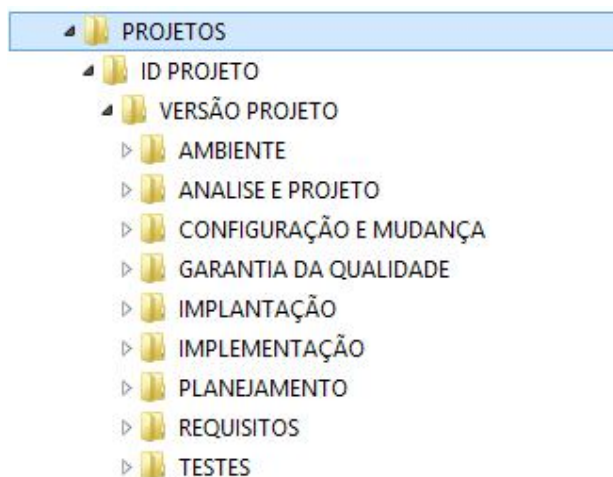 PROJETOS
ID PROJETO
VERSÃO PROJETO
AMBIENTE
ANALISE E PROJETO
CONFIGURAÇÃO E MUDANÇA
GARANTIA DA QUALIDADE
IMPLANTAÇÃO
IMPLEMENTAÇÃO
PLANEJAMENTO
REQUISITOS
TESTES